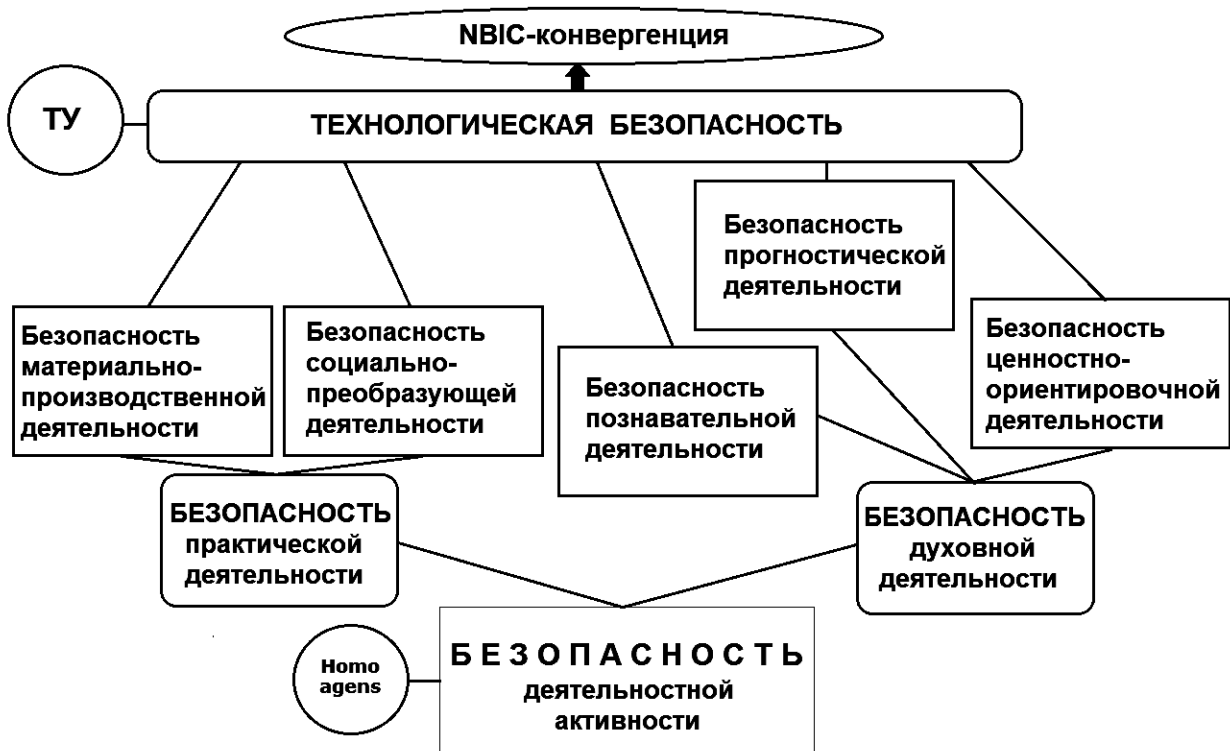 NBIC-конвергенция
ТУ
ТЕХНОЛОГИЧЕСКАЯ БЕЗОПАСНОСТЬ
Безопасность
прогностической
деятельности
Безопасность
материально-
производственной
деятельности
Безопасность
социально-
преобразующей
деятельности
Безопасность
познавательной
деятельности
Безопасность
ценностно-
ориентировочной
деятельности
БЕЗОПАСНОСТЬ
практической
деятельности
БЕЗОПАСНОСТЬ
духовной
деятельности
Homo
agens
Б Е З О П А С Н О С Т Ь
деятельностной
активности